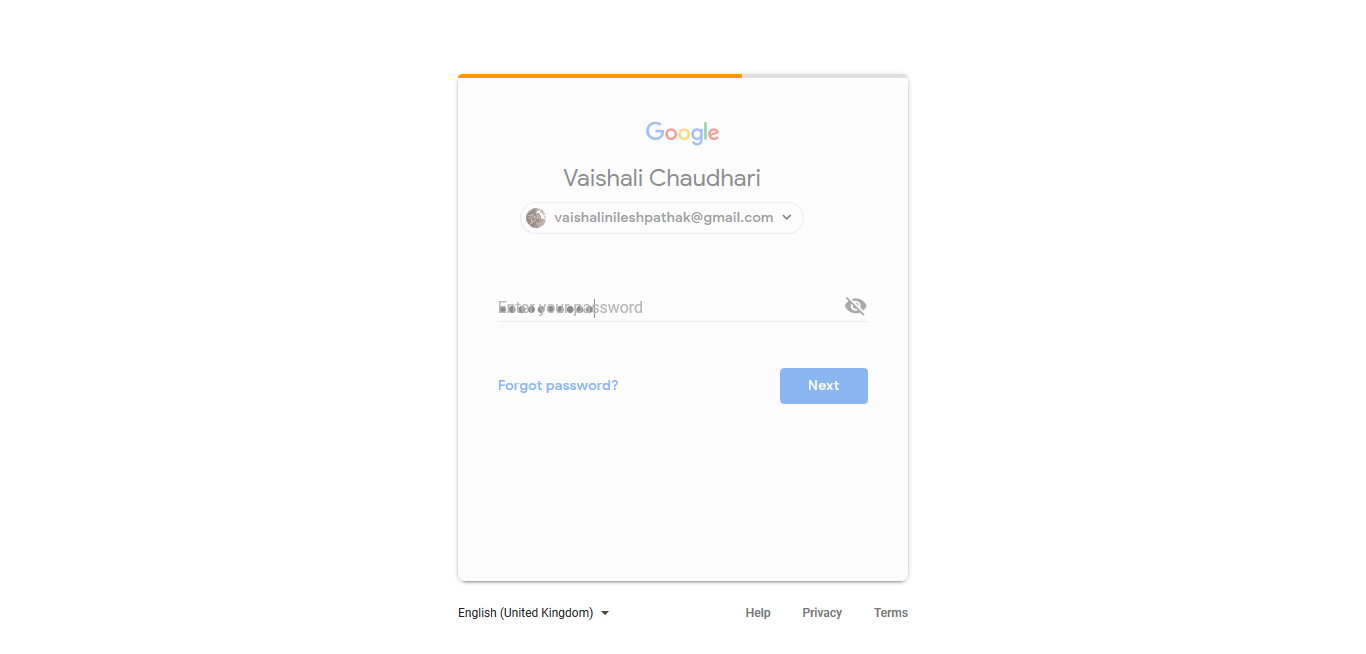 Google
Vaishali Chaudhari
vaishalinileshpathak@gmail.com
Enter your password
Forgot password?
Next
English (United Kingdom)
Help
Privacy
Terms